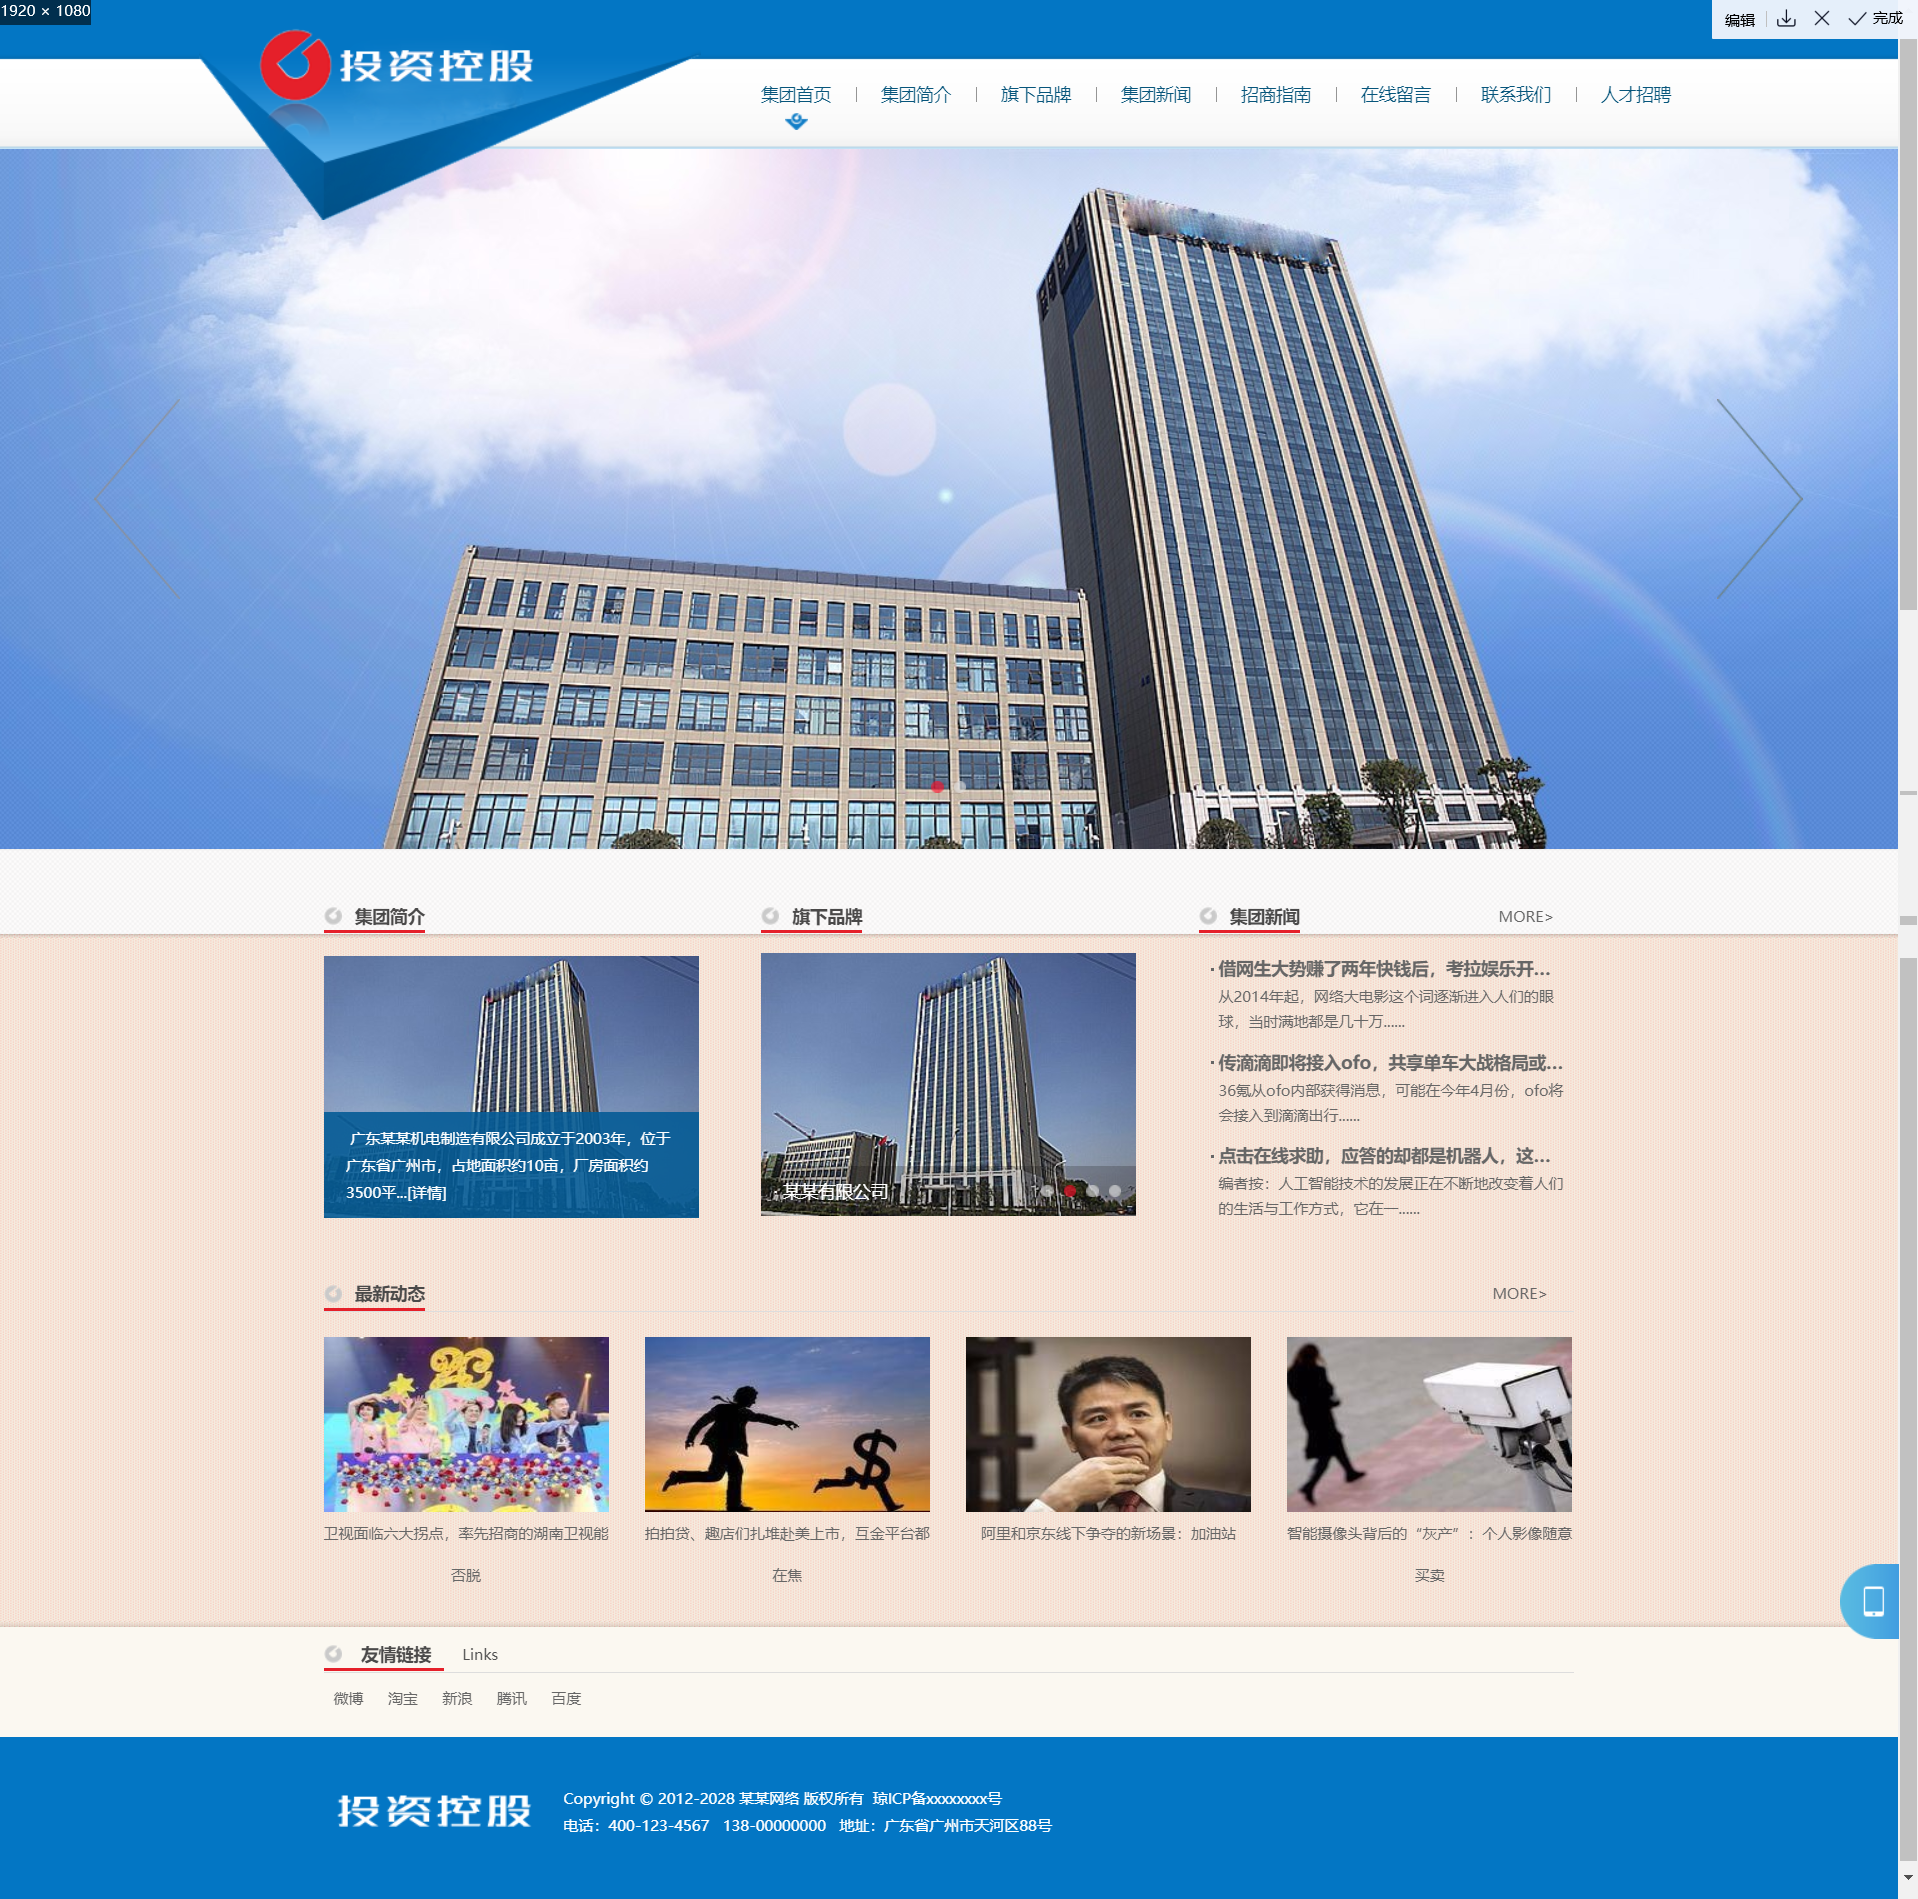 1920 × 1080
编辑
完成
投资控股
集团首页
集团简介
旗下品牌
集团新闻
招商指南
在线留言
联系我们
人才招聘
集团简介
旗下品牌
集团新闻
MORE>
广东某某机电制造有限公司成立于2003年，位于
广东省广州市，占地面积约10亩，厂房面积约
3500平...[详情]
某某有限公司
· 借网生大势赚了两年快钱后，考拉娱乐开...
从2014年起，网络大电影这个词逐渐进入人们的眼
球，当时满地都是几十万......
· 传滴滴即将接入ofo，共享单车大战格局或...
36氪从ofo内部获得消息，可能在今年4月份，ofo将
会接入到滴滴出行......
· 点击在线求助，应答的却都是机器人，这...
编者按：人工智能技术的发展正在不断地改变着人们
的生活与工作方式，它在一......
最新动态
MORE>
卫视面临六大拐点，率先招商的湖南卫视能
否脱
拍拍贷、趣店们扎堆赴美上市，互金平台都
在焦
阿里和京东线下争夺的新场景：加油站
智能摄像头背后的“灰产”：个人影像随意
买卖
友情链接
Links
微博
淘宝
新浪
腾讯
百度
投资控股
Copyright © 2012-2028 某某网络 版权所有 琼ICP备xxxxxxxx号
电话：400-123-4567 138-00000000 地址：广东省广州市天河区88号